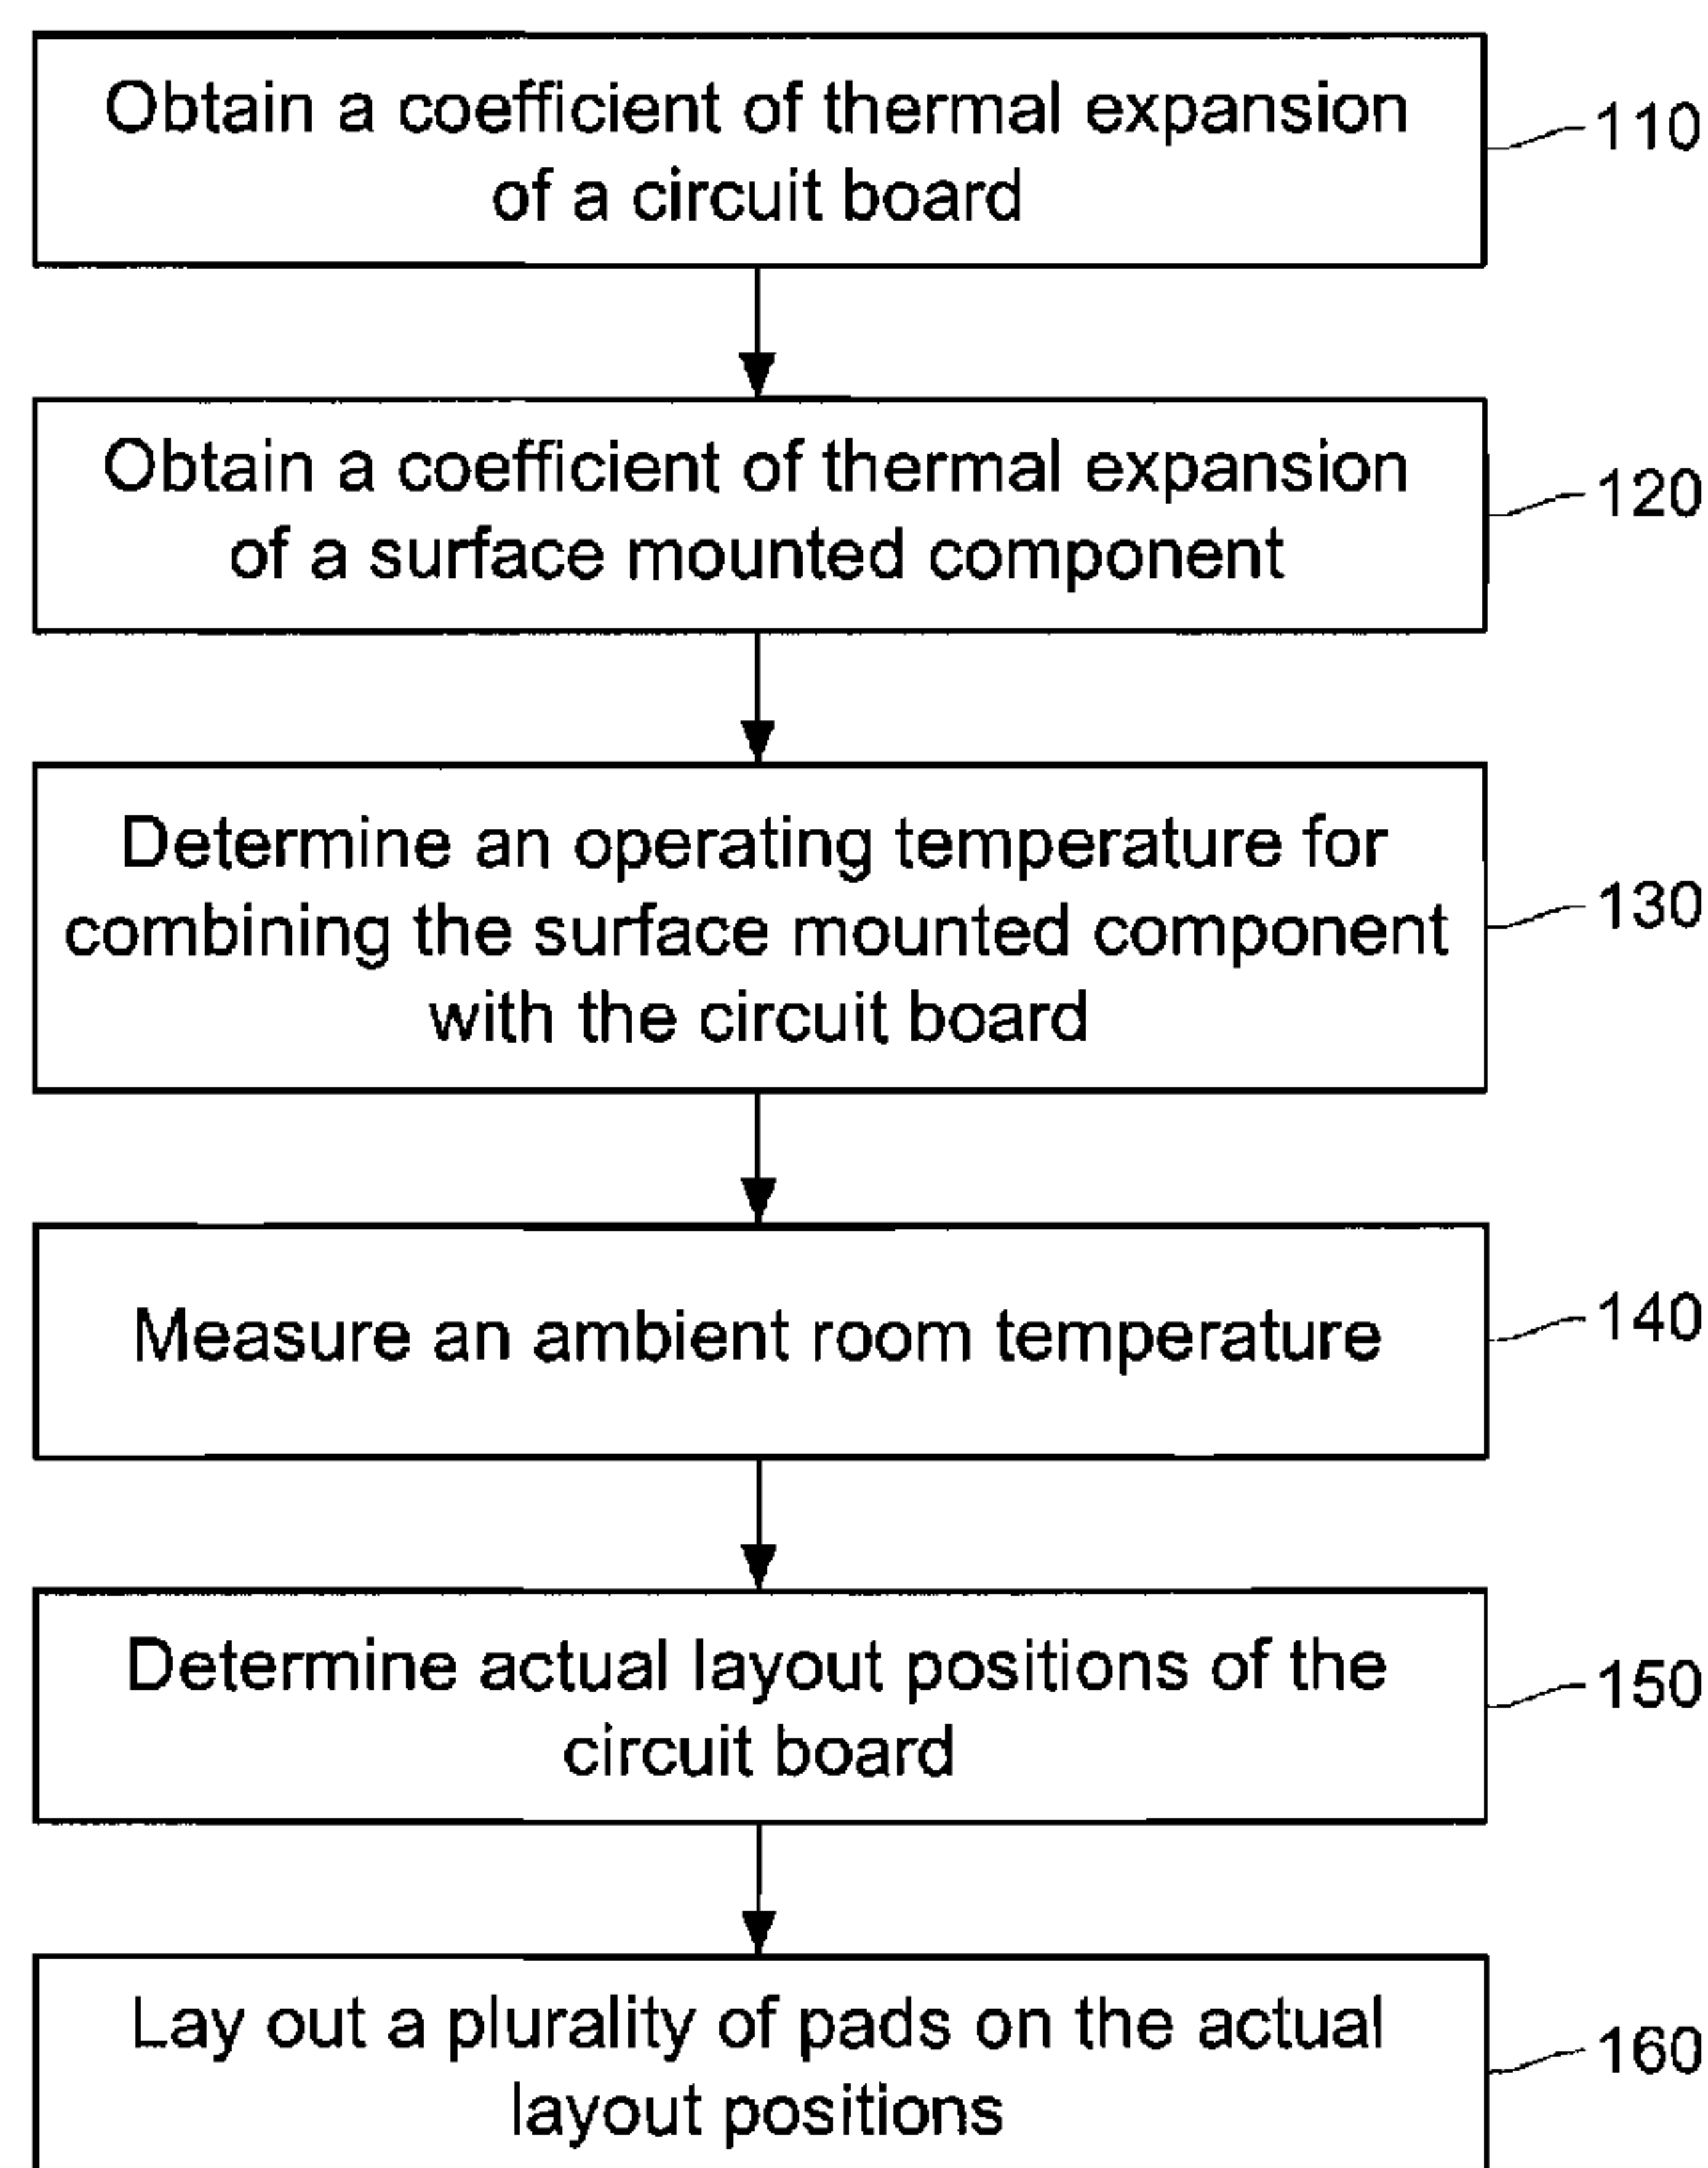 Obtain a coefficient of thermal expansion
of a circuit board
110
Obtain a coefficient of thermal expansion
of a surface mounted component
120
Determine an operating temperature for
combining the surface mounted component
with the circuit board
130
Measure an ambient room temperature
140
Determine actual layout positions of the
circuit board
150
Lay out a plurality of pads on the actual
layout positions
160